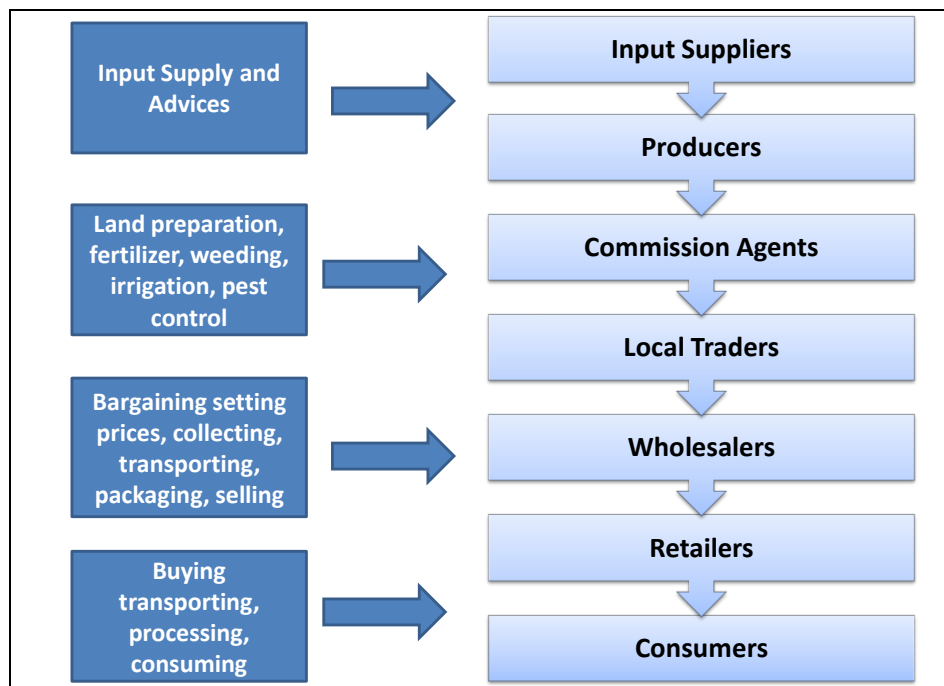 Input Supply and
Advices
Land preparation,
fertilizer, weeding,
irrigation, pest
control
Bargaining setting
prices, collecting,
transporting,
packaging, selling
Buying
transporting,
processing,
consuming
Input Suppliers
Producers
Commission Agents
Local Traders
Wholesalers
Retailers
Consumers